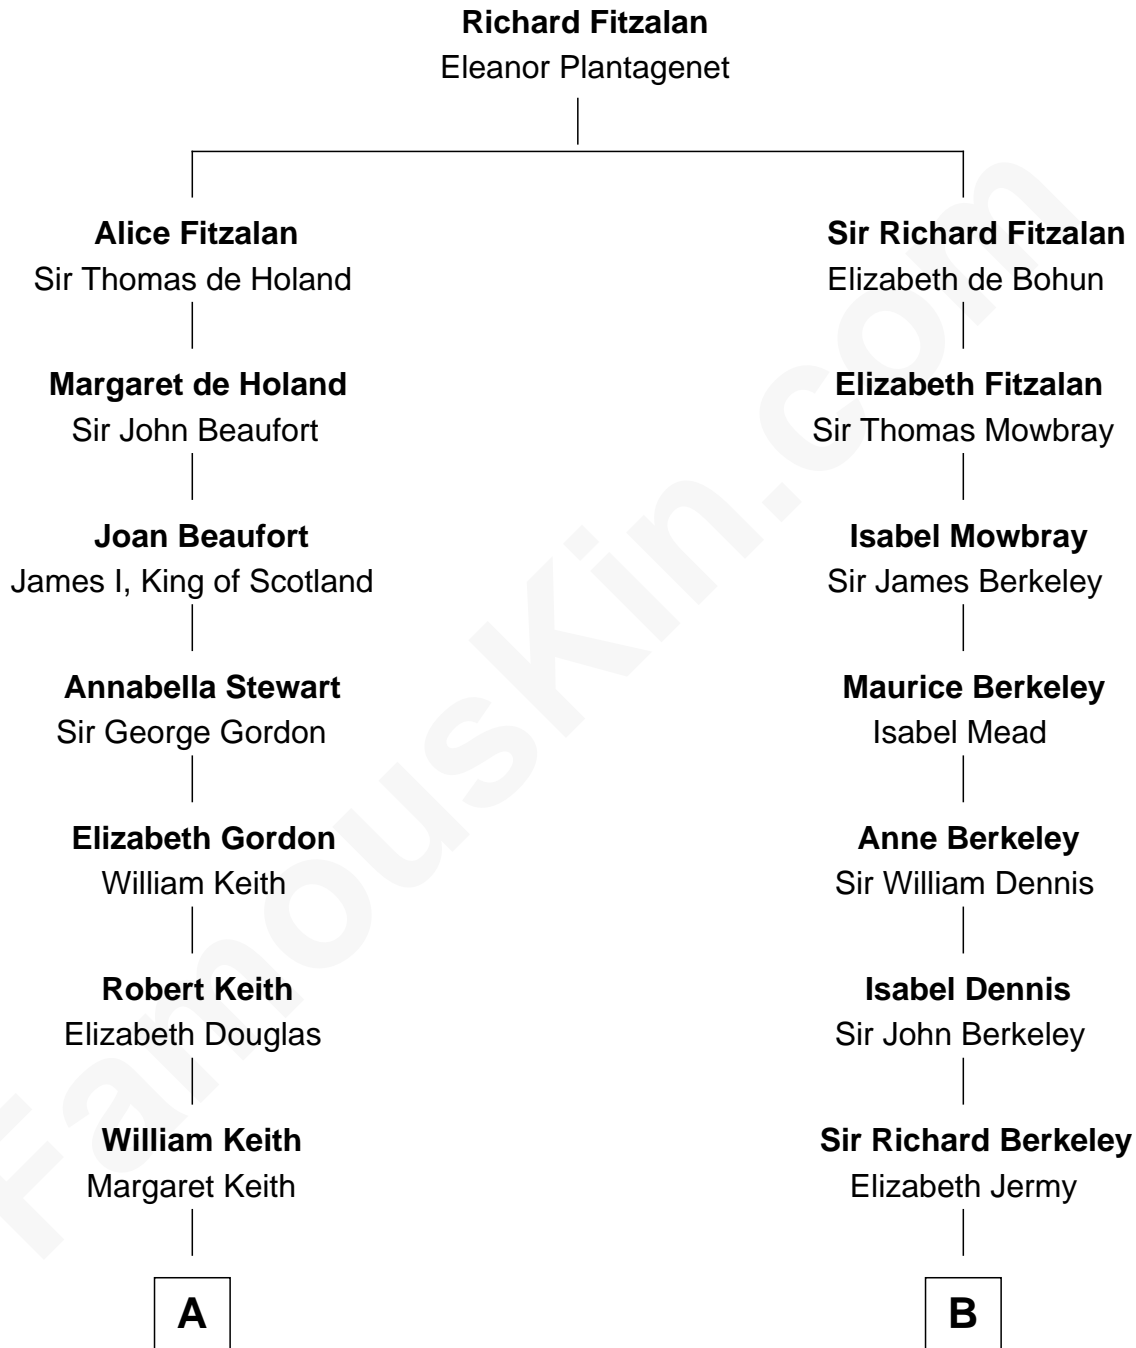 Richard Fitzalan
Eleanor Plantagenet
Alice Fitzalan
Sir Thomas de Holand
Margaret de Holand
Sir John Beaufort
Joan Beaufort
James I, King of Scotland
Annabella Stewart
Sir George Gordon
Elizabeth Gordon
William Keith
Robert Keith
Elizabeth Douglas
William Keith
Margaret Keith
A
Sir Richard Fitzalan
Elizabeth de Bohun
Elizabeth Fitzalan
Sir Thomas Mowbray
Isabel Mowbray
Sir James Berkeley
Maurice Berkeley
Isabel Mead
Anne Berkeley
Sir William Dennis
Isabel Dennis
Sir John Berkeley
Sir Richard Berkeley
Elizabeth Jermy
B
FamousKin.com